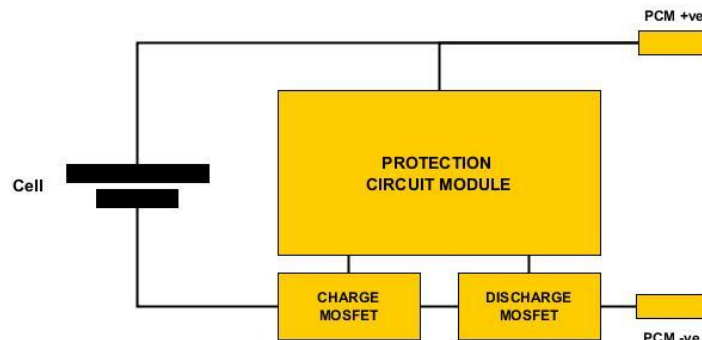 PCM +ve
PROTECTION
CIRCUIT MODULE
Cell
CHARGE
MOSFET
DISCHARGE
MOSFET
PCM -ve